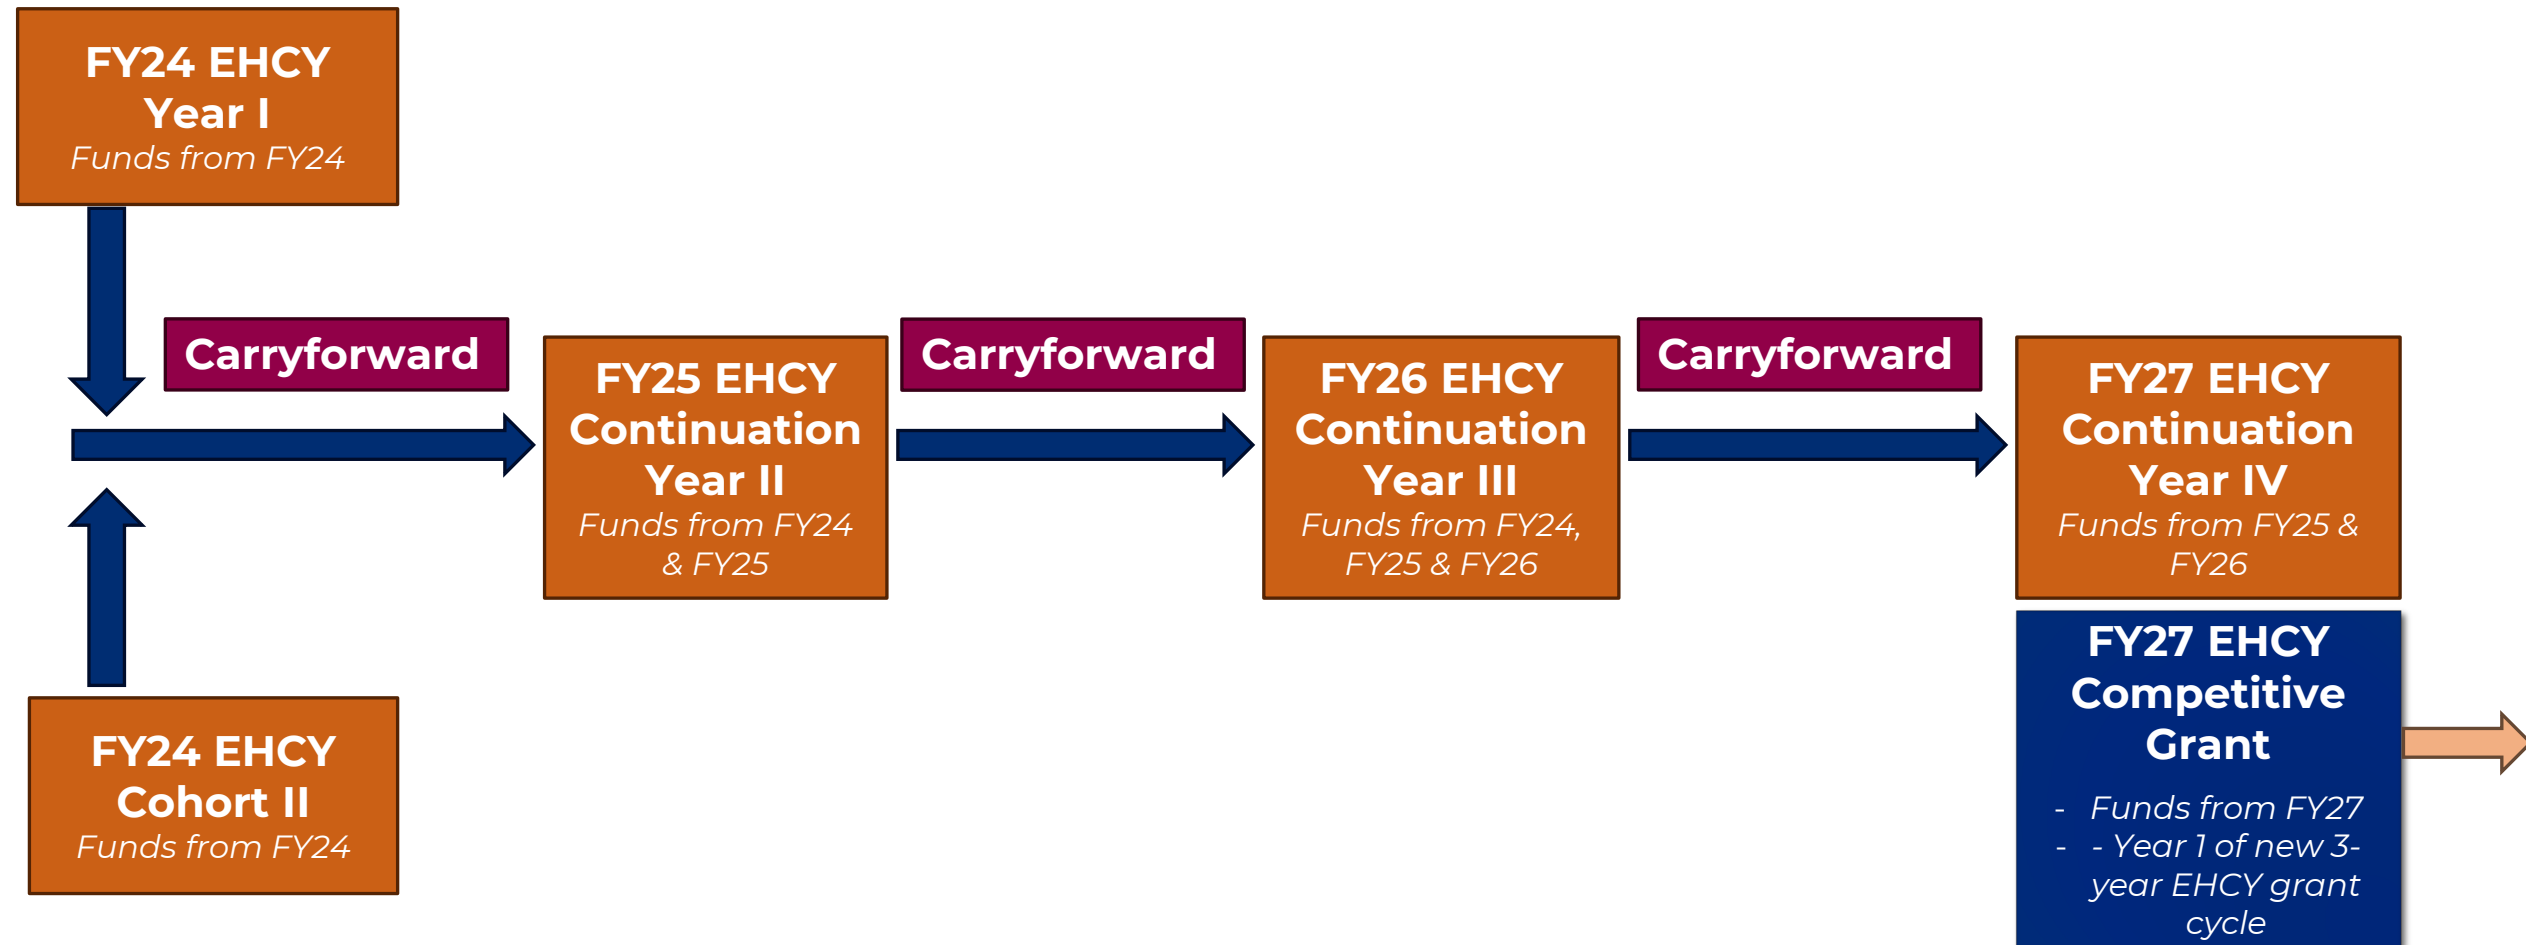 FY24 EHCY
Year I
Funds from FY24
Carryforward
FY25 EHCY
Continuation
Year II
Funds from FY24
& FY25
Carryforward
FY26 EHCY
Continuation
Year III
Funds from FY24,
FY25 & FY26
Carryforward
FY27 EHCY
Continuation
Year IV
Funds from FY25 &
FY26
FY24 EHCY
Cohort II
Funds from FY24
FY27 EHCY
Competitive
Grant
- Funds from FY27
- - Year 1 of new 3-
year EHCY grant
cycle